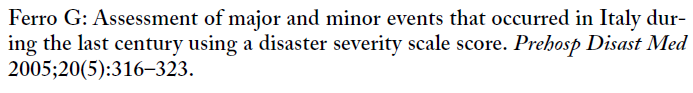 Ferro G: Assessment of major and minor events that occurred in Italy dur-
ing the last century using a disaster severity scale score. Prehosp Disast Med
2005;20(5):316–323.